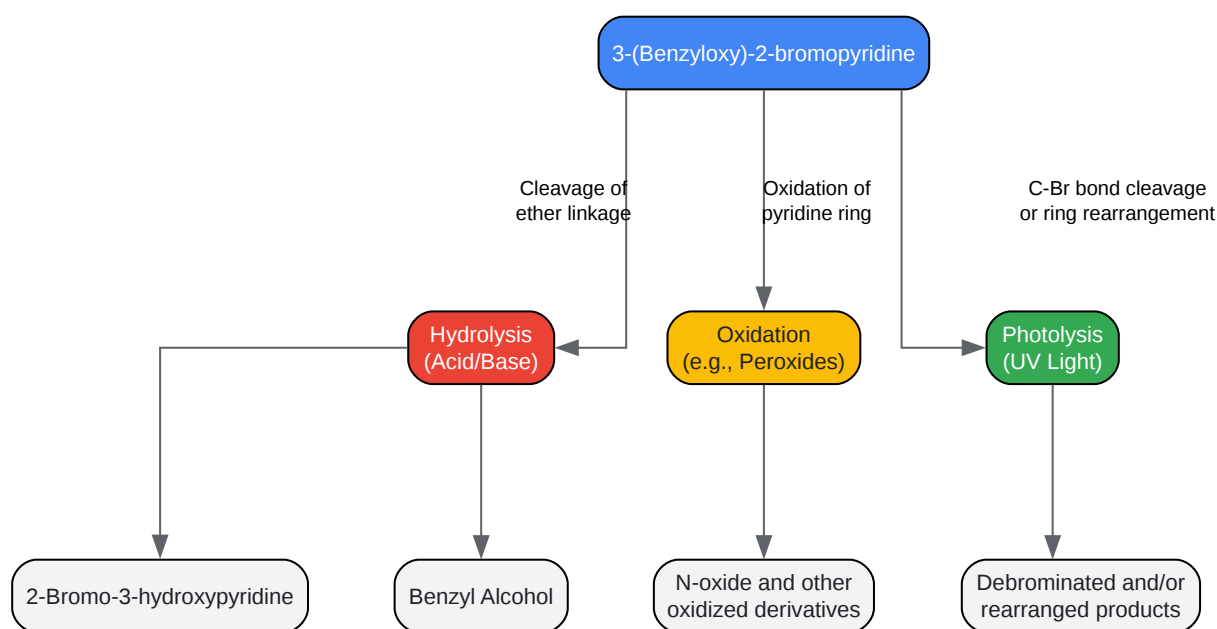 3-(Benzyloxy)-2-bromopyridine
Cleavage of
ether linkage
Oxidation of
pyridine ring
C-Br bond cleavage
or ring rearrangement
Hydrolysis
(Acid/Base)
Oxidation
(e.g., Peroxides)
Photolysis
(UV Light)
2-Bromo-3-hydroxypyridine
Benzyl Alcohol
N-oxide and other
oxidized derivatives
Debrominated and/or
rearranged products